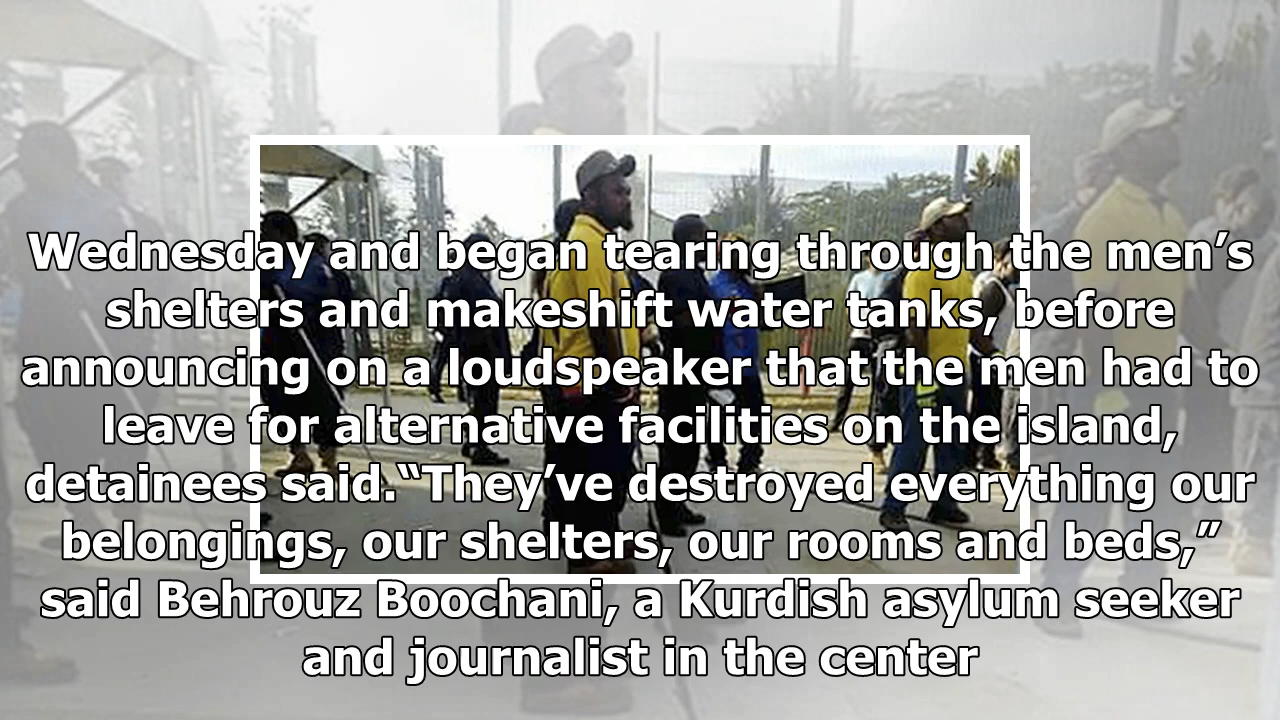 Wednesday and began tearing through the men’s
shelters and makeshift water tanks, before
announcing on a loudspeaker that the men had to
leave for alternative facilities on the island,
detainees said.“They’ve destroyed everything our
belongings, our shelters, our rooms and beds,”
said Behrouz Boochani, a Kurdish asylum seeker
and journalist in the center